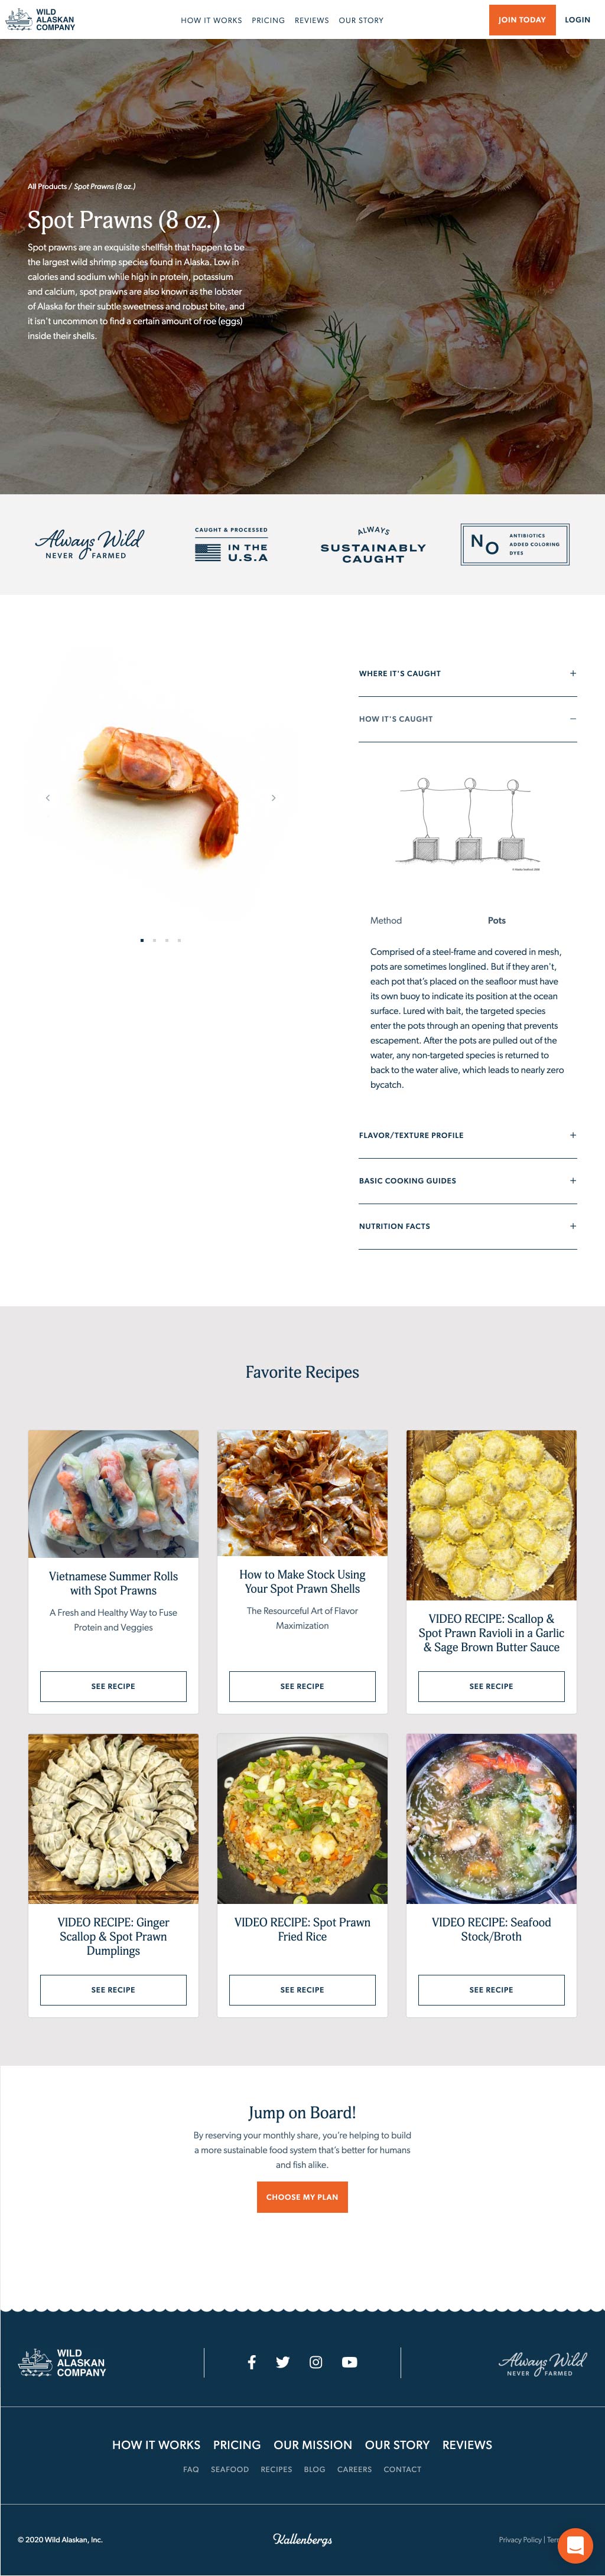 WILD
ALASKAN
COMPANY
HOW IT WORKS PRICING REVIEWS OUR STORY
JOIN TODAY LOGIN
All Products / Spot Prawns (8 oz.)
Spot Prawns (8 oz.)
Spot prawns are an exquisite shellfish that happen to be
the largest wild shrimp species found in Alaska. Low in
calories and sodium while high in protein, potassium
and calcium, spot prawns are also known as the lobster
of Alaska for their subtle sweetness and robust bite, and
it isn't uncommon to find a certain amount of roe (eggs)
inside their shells.
Always Wild
NEVER FARMED
CAUGHT & PROCESSED
IN THE
U.S.A
ALWAYS
SUSTAINABLY
CAUGHT
NO
ANTIBIOTICS
ADDED COLORING
DYES
WHERE IT'S CAUGHT +
HOW IT'S CAUGHT –
Method Pots
Comprised of a steel-frame and covered in mesh,
pots are sometimes longlined. But if they aren't,
each pot that's placed on the seafloor must have
its own buoy to indicate its position at the ocean
surface. Lured with bait, the targeted species
enter the pots through an opening that prevents
escapement. After the pots are pulled out of the
water, any non-targeted species is returned to
back to the water alive, which leads to nearly zero
bycatch.
FLAVOR/TEXTURE PROFILE +
BASIC COOKING GUIDES +
NUTRITION FACTS +
Favorite Recipes
Vietnamese Summer Rolls
with Spot Prawns
A Fresh and Healthy Way to Fuse
Protein and Veggies
SEE RECIPE
How to Make Stock Using
Your Spot Prawn Shells
The Resourceful Art of Flavor
Maximization
SEE RECIPE
VIDEO RECIPE: Scallop &
Spot Prawn Ravioli in a Garlic
& Sage Brown Butter Sauce
SEE RECIPE
VIDEO RECIPE: Ginger
Scallop & Spot Prawn
Dumplings
SEE RECIPE
VIDEO RECIPE: Spot Prawn
Fried Rice
SEE RECIPE
VIDEO RECIPE: Seafood
Stock/Broth
SEE RECIPE
Jump on Board!
By reserving your monthly share, you're helping to build
a more sustainable food system that's better for humans
and fish alike.
CHOOSE MY PLAN
WILD
ALASKAN
COMPANY
Always Wild
NEVER FARMED
HOW IT WORKS PRICING OUR MISSION OUR STORY REVIEWS
FAQ SEAFOOD RECIPES BLOG CAREERS CONTACT
© 2020 Wild Alaskan, Inc.
Kallenbergs
Privacy Policy |